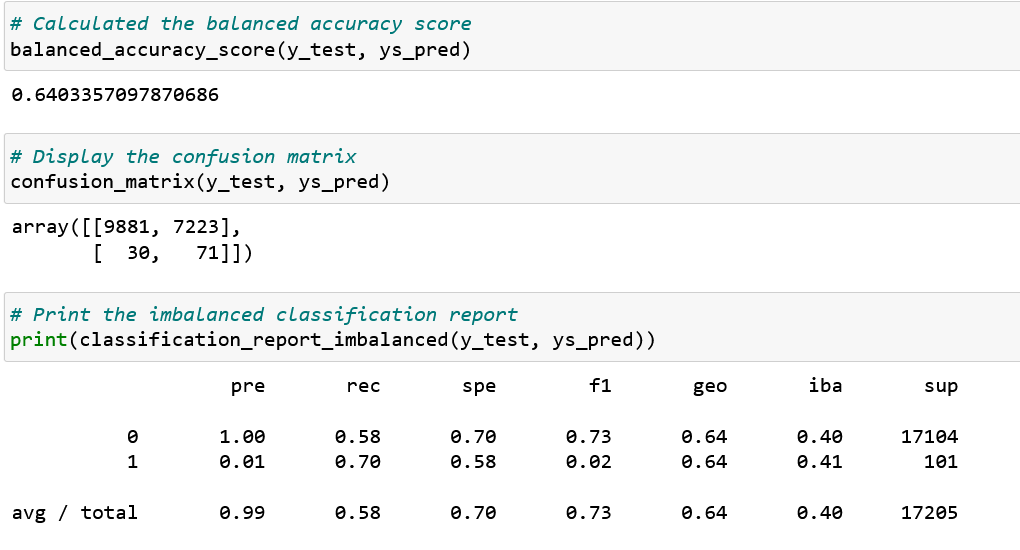 # Calculated the balanced accuracy score
balanced_accuracy_score(y_test, ys_pred)
0.6403357097870686
# Display the confusion matrix
confusion_matrix(y_test, ys_pred)
array([[9881, 7223],
       [  30,   71]])
# Print the imbalanced classification report
print(classification_report_imbalanced(y_test, ys_pred))
                   pre       rec       spe        f1       geo       iba       sup
          0       1.00      0.58      0.70      0.73      0.64      0.40     17104
          1       0.01      0.70      0.58      0.02      0.64      0.41       101
avg / total       0.99      0.58      0.70      0.73      0.64      0.40     17205